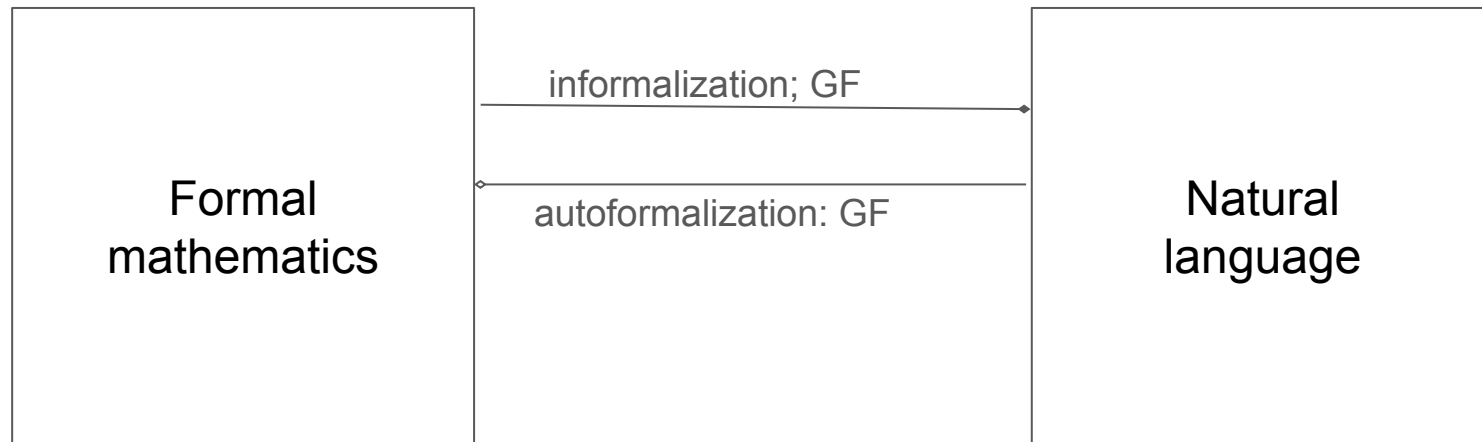 informalization; GF
Formal
mathematics
autoformalization: GF
Natural
language